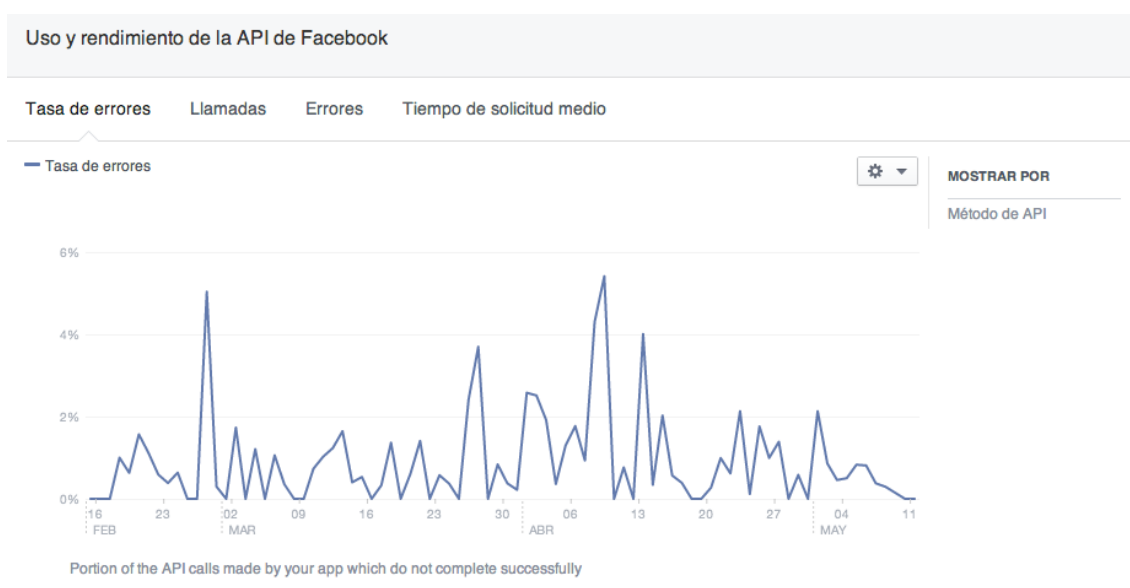 Uso y rendimiento de la API de Facebook
Tasa de errores Llamadas Errores Tiempo de solicitud medio
Tasa de errores
MOSTRAR POR
Método de API
6%
4%
2%
0%
16 23 02 09 16 23 30 06 13 20 27 04 11
FEB MAR ABR MAY
Portion of the API calls made by your app which do not complete successfully